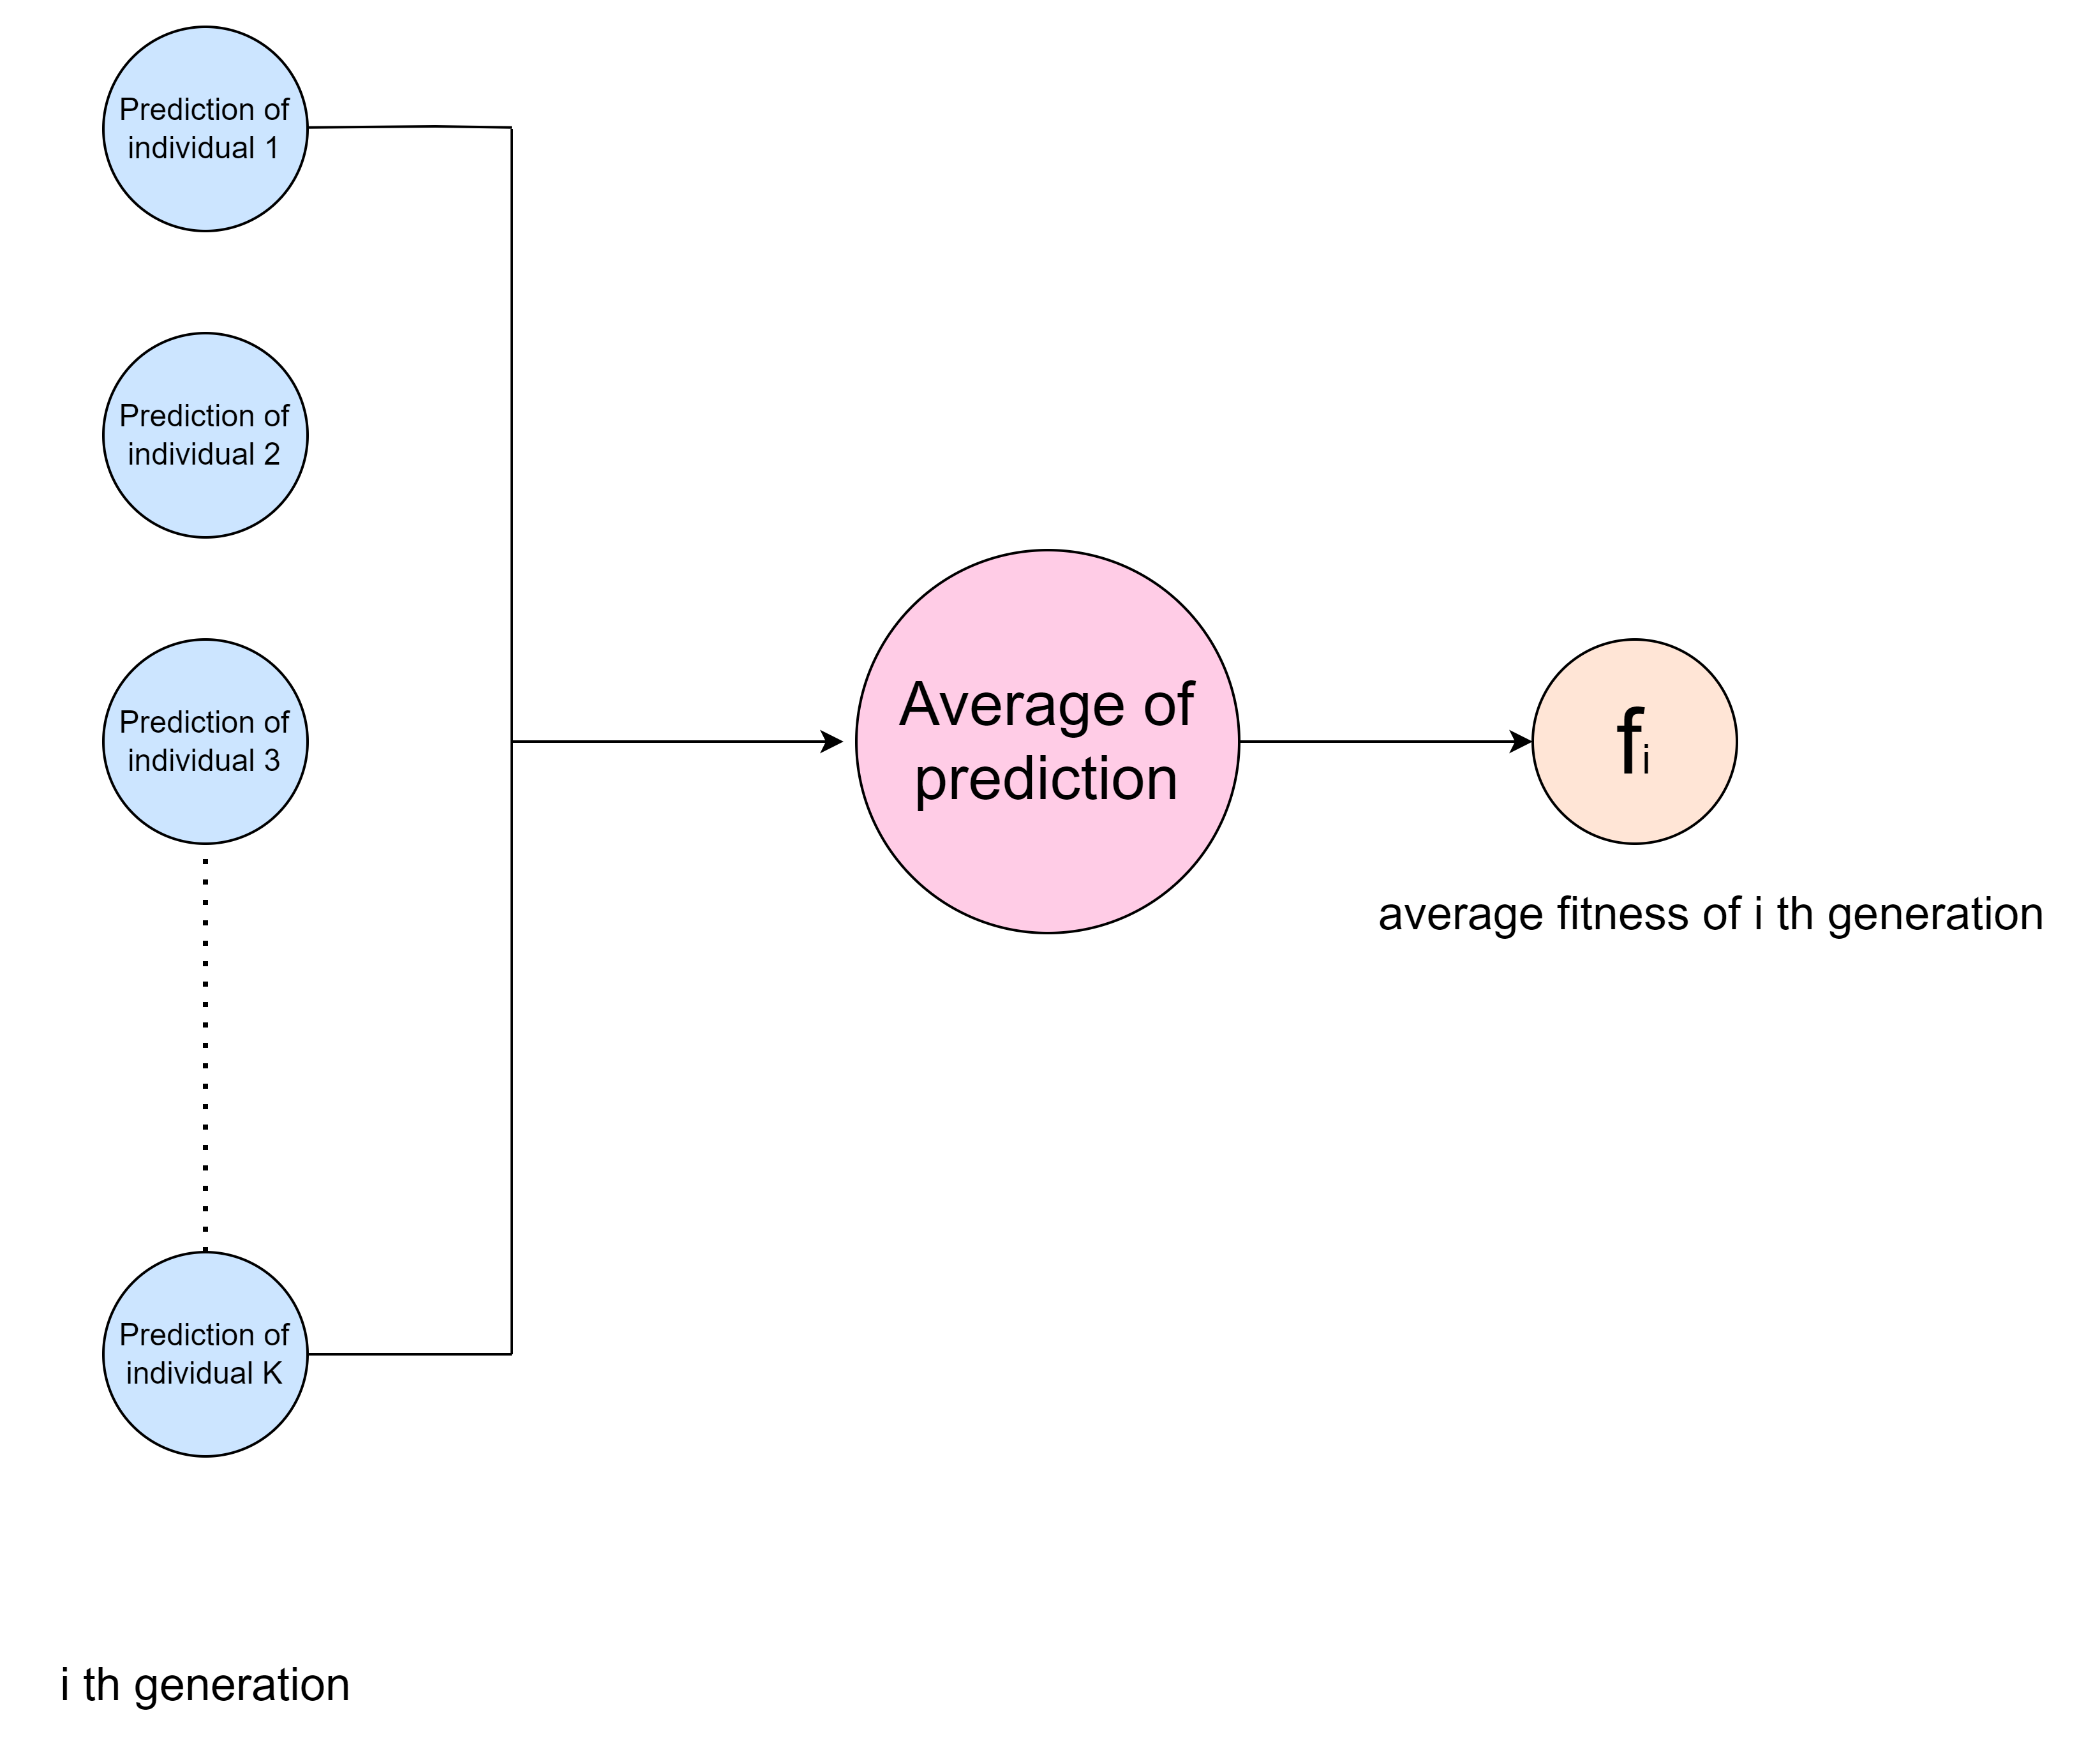 Prediction of
individual 1
Prediction of
individual 2
Prediction of
individual 3
Prediction of
individual K
Average of
prediction
fi
average fitness of i th generation
i th generation